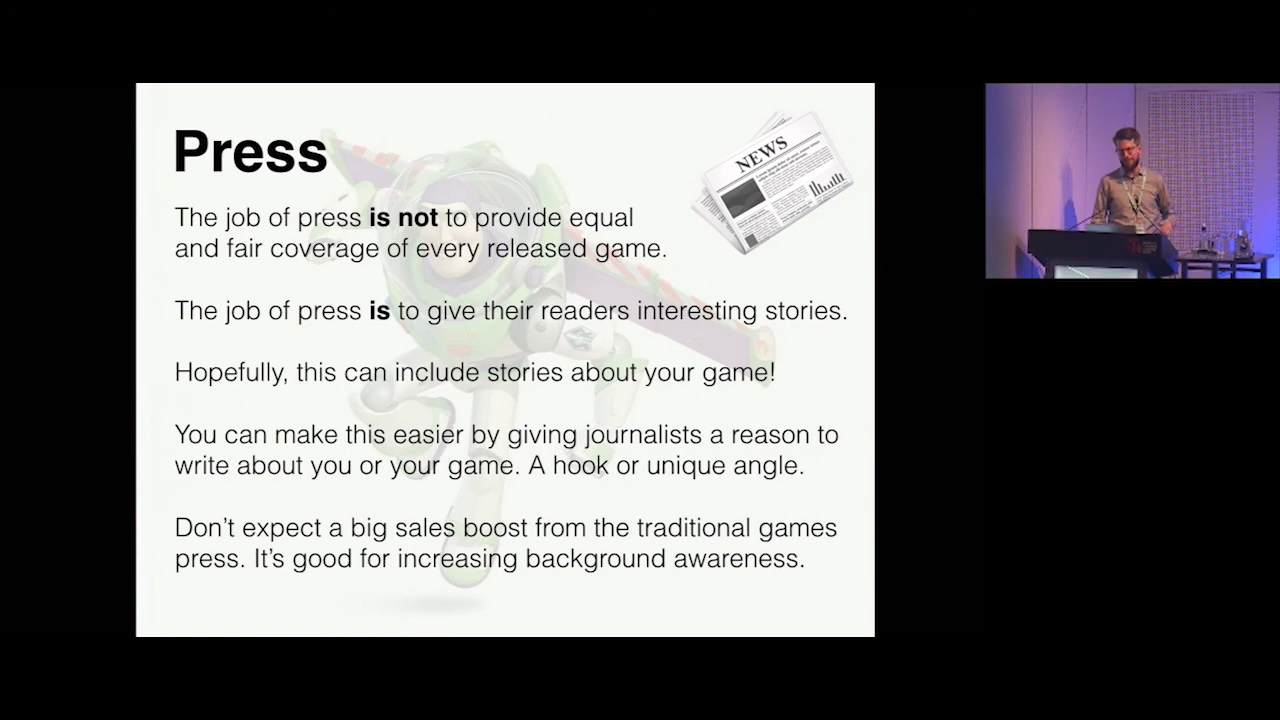 Press
NEWS
The job of press is not to provide equal
and fair coverage of every released game.
The job of press is to give their readers interesting stories.
Hopefully, this can include stories about your game!
You can make this easier by giving journalists a reason to
write about you or your game. A hook or unique angle.
Don't expect a big sales boost from the traditional games
press. It's good for increasing background awareness.